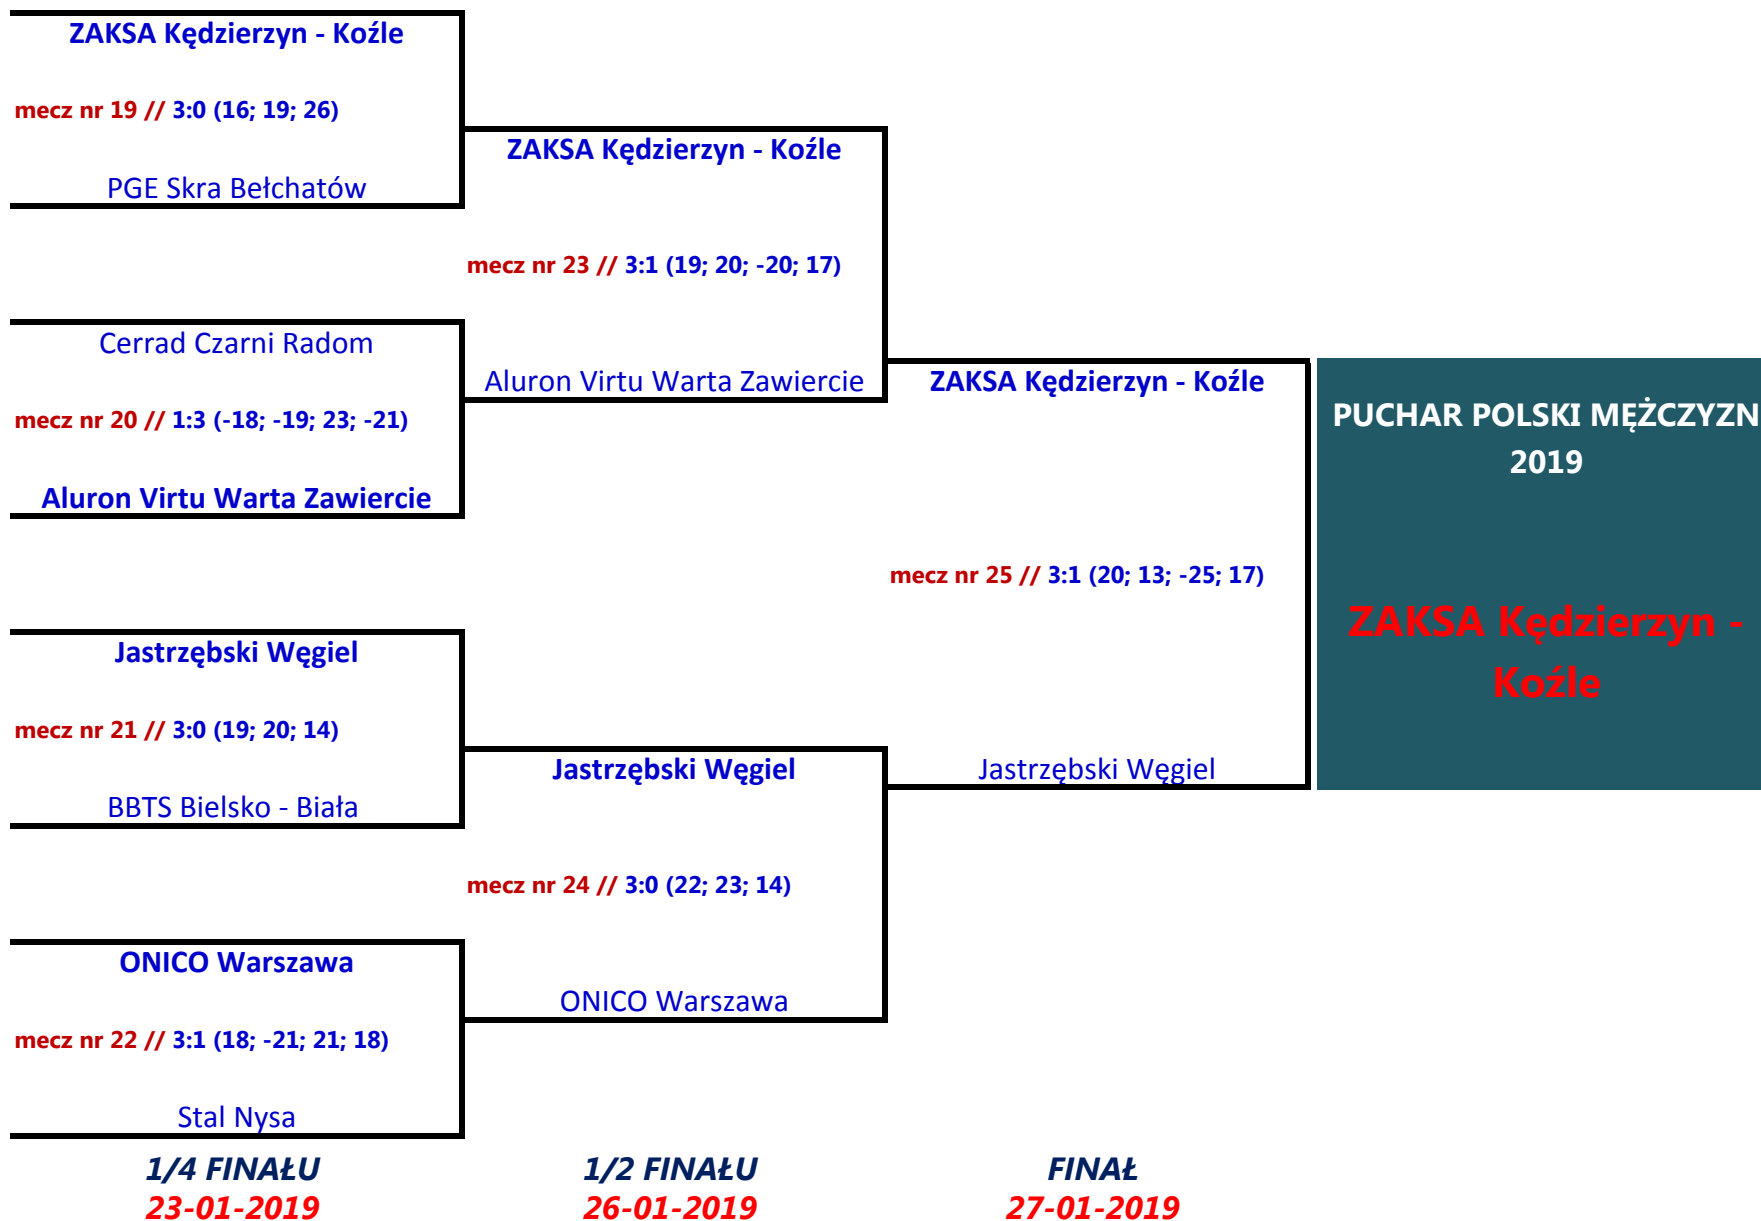 ZAKSA Kędzierzyn - Koźle
mecz nr 19 // 3:0 (16; 19; 26)
PGE Skra Bełchatów
Cerrad Czarni Radom
mecz nr 20 // 1:3 (-18; -19; 23; -21)
Aluron Virtu Warta Zawiercie
Jastrzębski Węgiel
mecz nr 21 // 3:0 (19; 20; 14)
BBTS Bielsko - Biała
ONICO Warszawa
mecz nr 22 // 3:1 (18; -21; 21; 18)
Stal Nysa
1/4 FINAŁU
23-01-2019
ZAKSA Kędzierzyn - Koźle
mecz nr 23 // 3:1 (19; 20; -20; 17)
Aluron Virtu Warta Zawiercie
Jastrzębski Węgiel
mecz nr 24 // 3:0 (22; 23; 14)
ONICO Warszawa
1/2 FINAŁU
26-01-2019
ZAKSA Kędzierzyn - Koźle
mecz nr 25 // 3:1 (20; 13; -25; 17)
Jastrzębski Węgiel
FINAŁ
27-01-2019
PUCHAR POLSKI MĘŻCZYZN
2019
ZAKSA Kędzierzyn -
Koźle